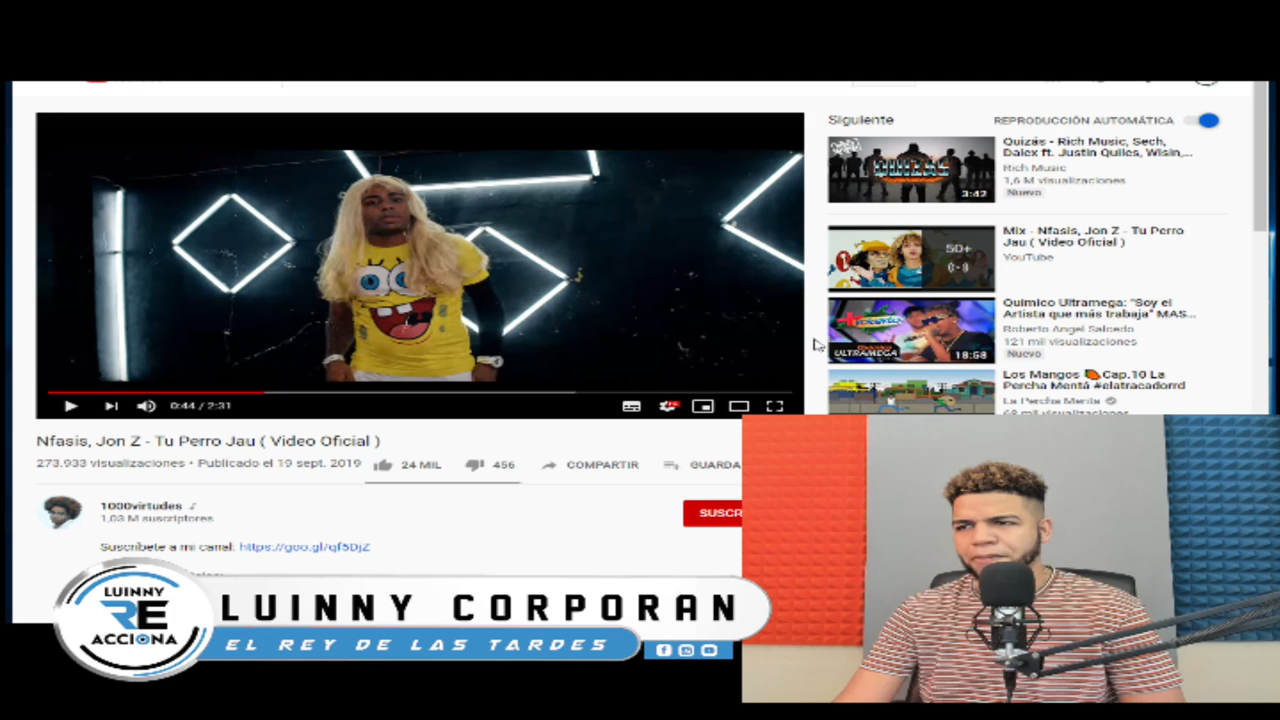 Siguiente
REPRODUCCIÓN AUTOMÁTICA
QUIZÁS
3:42
Quizás - Rich Music, Sech,
Dalex ft. Justin Quiles, Wisin,...
Rich Music
1,6 M visualizaciones
Nuevo
50+
Mix - Nfasis, Jon Z - Tu Perro
Jau ( Video Oficial )
YouTube
ULTRAMEGA
18:58
Quimico Ultramega: "Soy el
Artista que más trabaja" MAS...
Roberto Angel Salcedo
121 mil visualizaciones
Nuevo
Los Mangos 🥭Cap.10 La
Percha Mentá #elatracadorrd
La Percha Menta
0:44 / 2:31
Nfasis, Jon Z - Tu Perro Jau ( Video Oficial )
273.933 visualizaciones • Publicado el 19 sept. 2019
24 MIL
456
COMPARTIR
GUARDA
1000virtudes
1,03 M suscriptores
SUSCR
Suscribete a mi canal: https://goo.gl/qf5DjZ
LUINNY
RE
ACCIONA
LUINNY CORPORAN
EL REY DE LAS TARDES